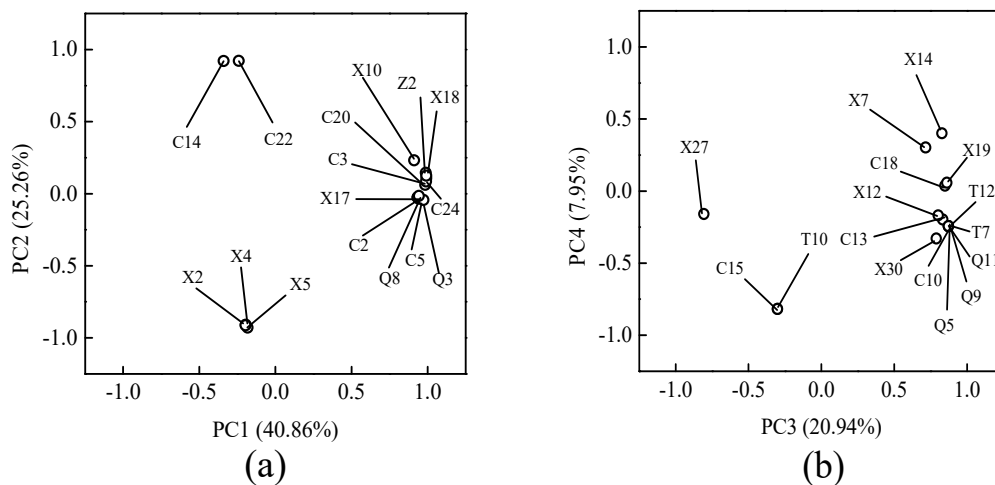 1.0
0.5
0.0
-0.5
-1.0
PC2 (25.26%)
C14
C22
X10
Z2
X18
C20
C3
X17
C24
C2
C5
Q8
Q3
X2
X4
X5
-1.0 -0.5 0.0 0.5 1.0
PC1 (40.86%)
(a)
1.0
0.5
0.0
-0.5
-1.0
PC4 (7.95%)
X14
X7
X27
X19
C18
X12
T12
C13
T10
T7
C15
X30
C10
Q11
Q9
Q5
-1.0 -0.5 0.0 0.5 1.0
PC3 (20.94%)
(b)